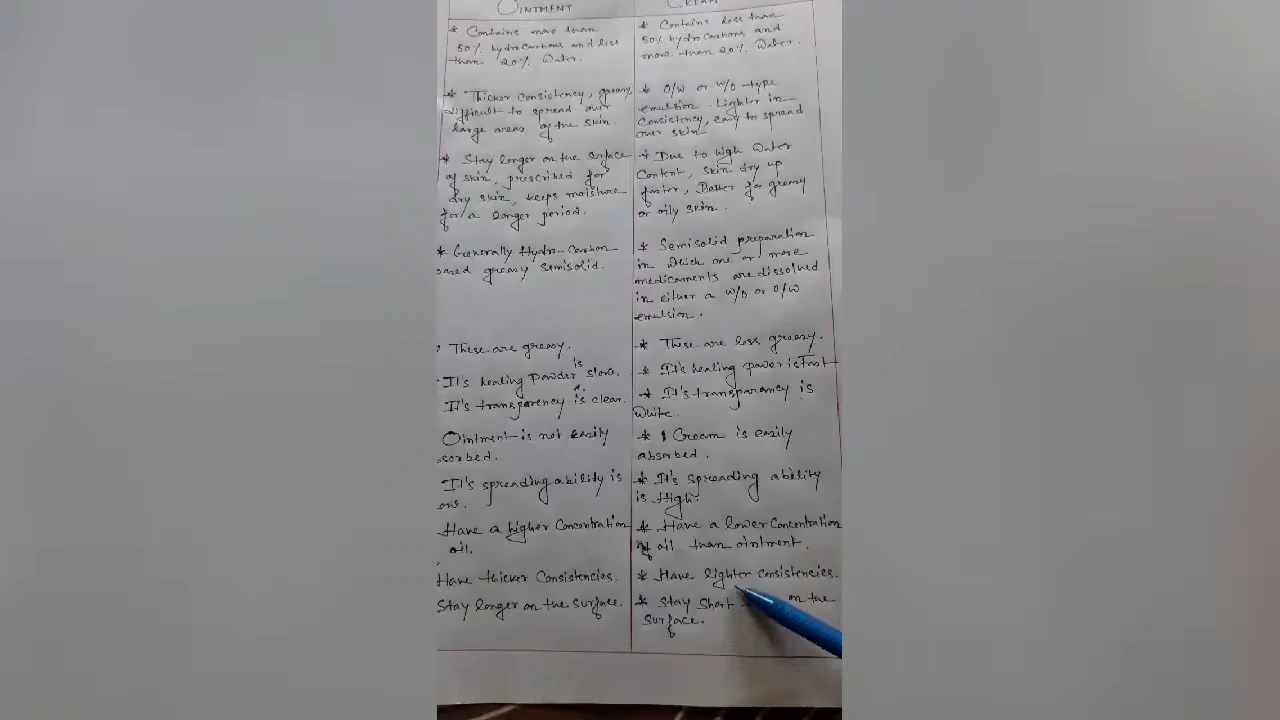 OINTMENT
* Contains more than
50% hydrocarbons and less
than 20% Water.
* Thicker Consistency, greasy,
difficult to spread over
large areas of the skin.
* Stay longer on the surface
of skin, prescribed for
dry skin, keeps moisture
for a longer period.
* Generally Hydro-Carbon
based greasy semisolid.
* These are greasy.
It's healing Powder is slow.
It's transparency is clear.
Ointment is not easily
sorbed.
It's spreading ability is
ow.
Have a higher Concentration
oil.
Have thicker Consistencies.
Stay longer on the surface.
CREAM
* Contains less than
50% hydrocarbons and
more than 20% Water.
* O/W or W/O type
emulsion. Lighter in
Consistency, easy to spread
over skin
* Due to high Water
Content, skin dry up
faster, Better for greasy
or oily skin.
* Semisolid preparation
in which one or more
medicaments are dissolved
in either a W/O or O/W
emulsion.
* These are less greasy.
* It's healing power is Fast
* It's transparency is
White.
* Cream is easily
absorbed.
* It's spreading ability
is High.
* Have a lower Concentration
of oil than ointment.
* Have lighter Consistencies.
* Stay Short on the
Surface.